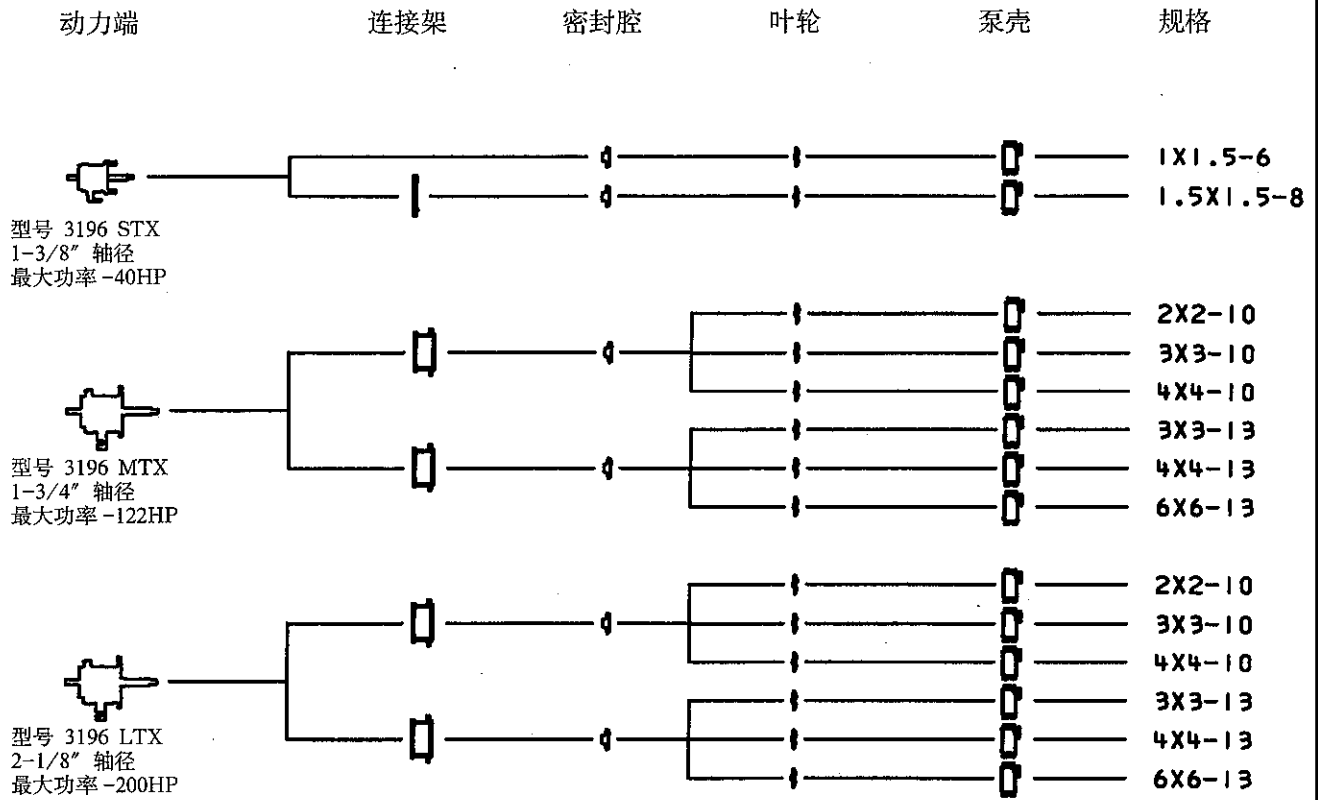 动力端 连接架 密封腔 叶轮 泵壳 规格
1X1.5-6
1.5X1.5-8
型号 3196 STX
1-3/8″ 轴径
最大功率-40HP
2X2-10
3X3-10
4X4-10
3X3-13
4X4-13
6X6-13
型号 3196 MTX
1-3/4″ 轴径
最大功率-122HP
2X2-10
3X3-10
4X4-10
3X3-13
4X4-13
6X6-13
型号 3196 LTX
2-1/8″ 轴径
最大功率-200HP